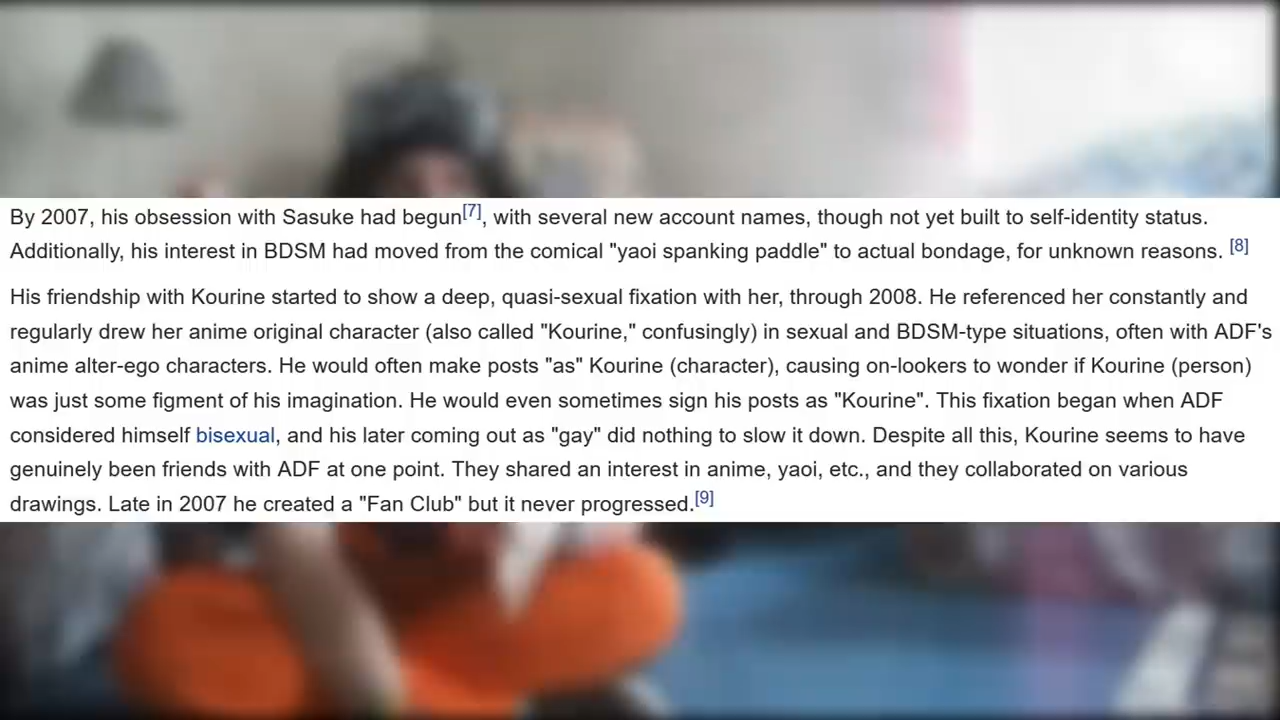 By 2007, his obsession with Sasuke had begun[7], with several new account names, though not yet built to self-identity status.
Additionally, his interest in BDSM had moved from the comical "yaoi spanking paddle" to actual bondage, for unknown reasons. [8]
His friendship with Kourine started to show a deep, quasi-sexual fixation with her, through 2008. He referenced her constantly and
regularly drew her anime original character (also called "Kourine," confusingly) in sexual and BDSM-type situations, often with ADF's
anime alter-ego characters. He would often make posts "as" Kourine (character), causing on-lookers to wonder if Kourine (person)
was just some figment of his imagination. He would even sometimes sign his posts as "Kourine". This fixation began when ADF
considered himself bisexual, and his later coming out as "gay" did nothing to slow it down. Despite all this, Kourine seems to have
genuinely been friends with ADF at one point. They shared an interest in anime, yaoi, etc., and they collaborated on various
drawings. Late in 2007 he created a "Fan Club" but it never progressed.[9]